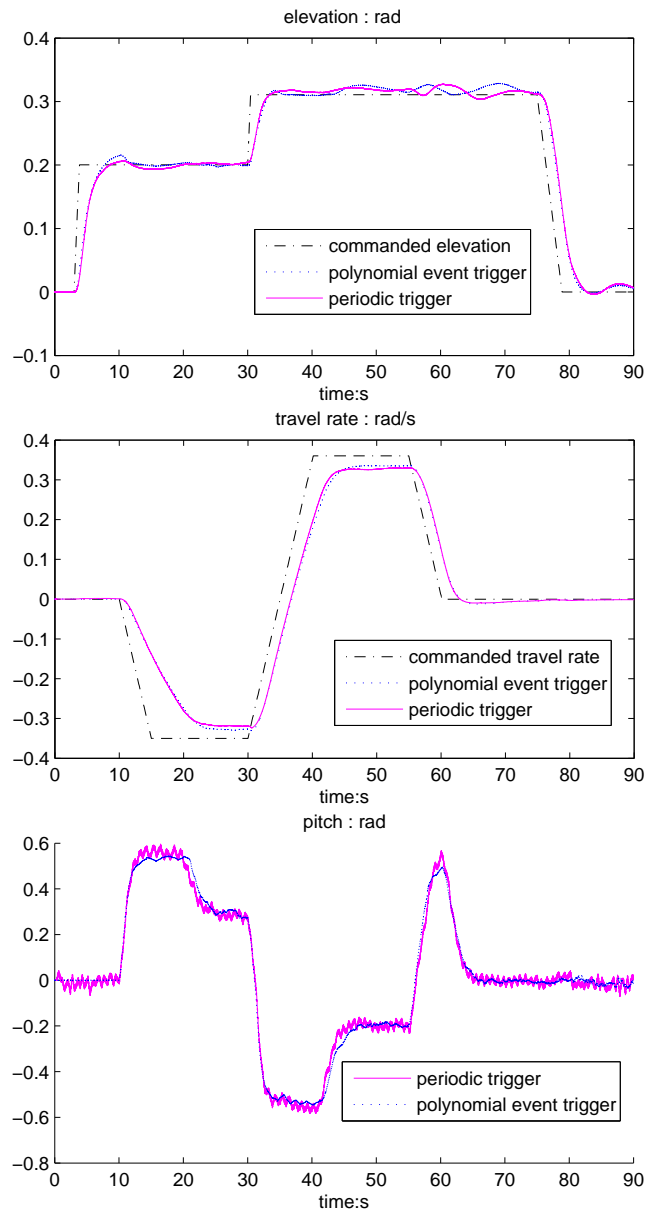 elevation : rad
0.4
0.3
0.2
0.1
0
−0.1
commanded elevation
polynomial event trigger
periodic trigger
0 10 20 30 40 50 60 70 80 90
time:s
travel rate : rad/s
0.4
0.3
0.2
0.1
0
−0.1
−0.2
−0.3
−0.4
commanded travel rate
polynomial event trigger
periodic trigger
0 10 20 30 40 50 60 70 80 90
time:s
pitch : rad
0.6
0.4
0.2
0
−0.2
−0.4
−0.6
−0.8
periodic trigger
polynomial event trigger
0 10 20 30 40 50 60 70 80 90
time:s